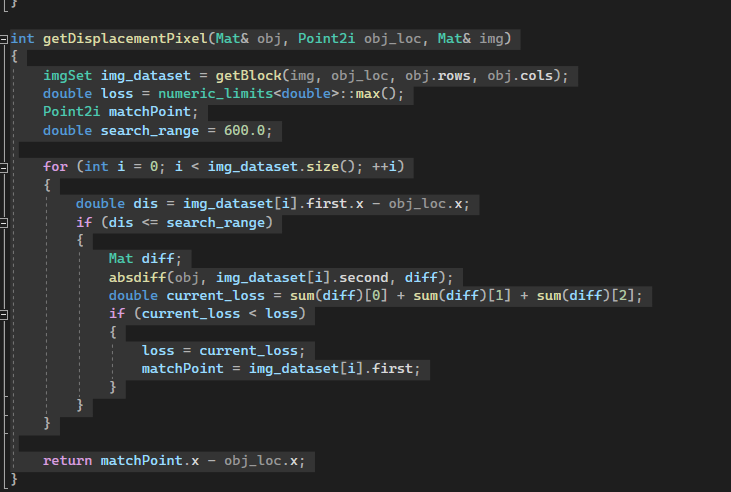 }
int getDisplacementPixel(Mat& obj, Point2i obj_loc, Mat& img)
{
    imgSet img_dataset = getBlock(img, obj_loc, obj.rows, obj.cols);
    double loss = numeric_limits<double>::max();
    Point2i matchPoint;
    double search_range = 600.0;

    for (int i = 0; i < img_dataset.size(); ++i)
    {
        double dis = img_dataset[i].first.x - obj_loc.x;
        if (dis <= search_range)
        {
            Mat diff;
            absdiff(obj, img_dataset[i].second, diff);
            double current_loss = sum(diff)[0] + sum(diff)[1] + sum(diff)[2];
            if (current_loss < loss)
            {
                loss = current_loss;
                matchPoint = img_dataset[i].first;
            }
        }
    }

    return matchPoint.x - obj_loc.x;
}